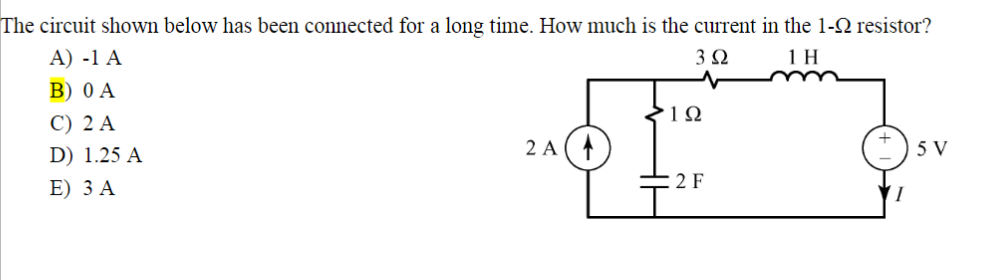 The circuit shown below has been connected for a long time. How much is the current in the 1-Ω resistor?
A) -1 A
B) 0 A
C) 2 A
D) 1.25 A
E) 3 A
3 Ω
1 H
1 Ω
2 A
+
−
5 V
2 F
I